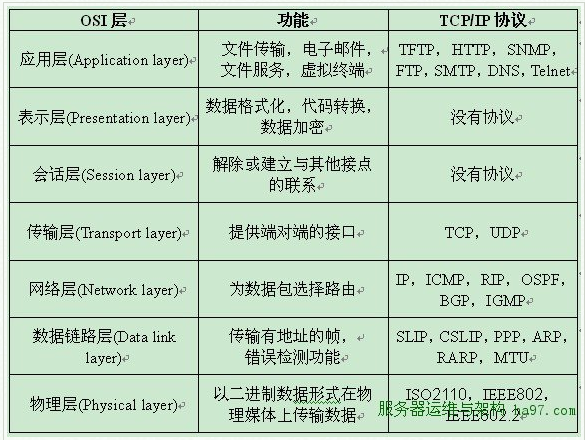 OSI 层 功能 TCP/IP 协议
应用层(Application layer) 文件传输，电子邮件，文件服务，虚拟终端 TFTP，HTTP，SNMP，FTP，SMTP，DNS，Telnet
表示层(Presentation layer) 数据格式化，代码转换，数据加密 没有协议
会话层(Session layer) 解除或建立与其他接点的联系 没有协议
传输层(Transport layer) 提供端对端的接口 TCP，UDP
网络层(Network layer) 为数据包选择路由 IP，ICMP，RIP，OSPF，BGP，IGMP
数据链路层(Data link layer) 传输有地址的帧，错误检测功能 SLIP，CSLIP，PPP，ARP，RARP，MTU
物理层(Physical layer) 以二进制数据形式在物理媒体上传输数据 ISO2110，IEEE802，IEEE802.2
服务器运维与架构 ha97.com